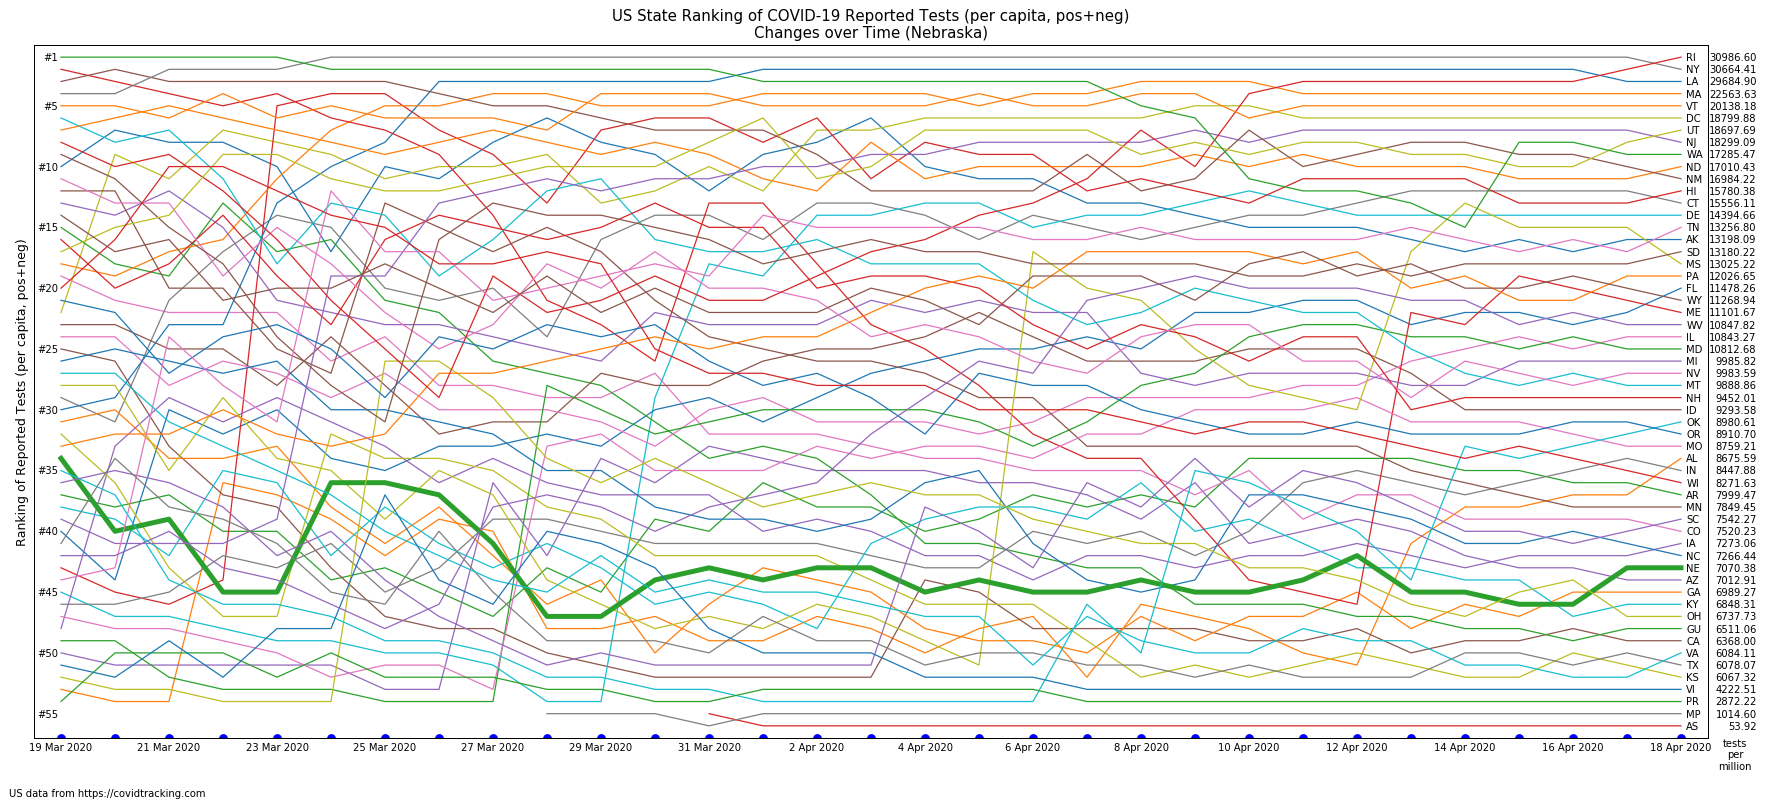 US State Ranking of COVID-19 Reported Tests (per capita, pos+neg)
Changes over Time (Nebraska)
Ranking of Reported Tests (per capita, pos+neg)
#1
#5
#10
#15
#20
#25
#30
#35
#40
#45
#50
#55
RI 30986.60
NY 30664.41
LA 29684.90
MA 22563.63
VT 20138.18
DC 18799.88
UT 18697.69
NJ 18299.09
WA 17285.47
ND 17010.43
NM 16984.22
HI 15780.38
CT 15556.11
DE 14394.66
TN 13256.80
AK 13198.09
SD 13180.22
MS 13025.22
PA 12026.65
FL 11478.26
WY 11268.94
ME 11101.67
WV 10847.82
IL 10843.27
MD 10812.68
MI 9985.82
NV 9983.59
MT 9888.86
NH 9452.01
ID 9293.58
OK 8980.61
OR 8910.70
MO 8759.21
AL 8675.59
IN 8447.88
WI 8271.63
AR 7999.47
MN 7849.45
SC 7542.27
CO 7520.23
IA 7273.06
NC 7266.44
NE 7070.38
AZ 7012.91
GA 6989.27
KY 6848.31
OH 6737.73
GU 6511.06
CA 6368.00
VA 6084.11
TX 6078.07
KS 6067.32
VI 4222.51
PR 2872.22
MP 1014.60
AS 53.92
19 Mar 2020 21 Mar 2020 23 Mar 2020 25 Mar 2020 27 Mar 2020 29 Mar 2020 31 Mar 2020 2 Apr 2020 4 Apr 2020 6 Apr 2020 8 Apr 2020 10 Apr 2020 12 Apr 2020 14 Apr 2020 16 Apr 2020 18 Apr 2020
tests
per
million
US data from https://covidtracking.com